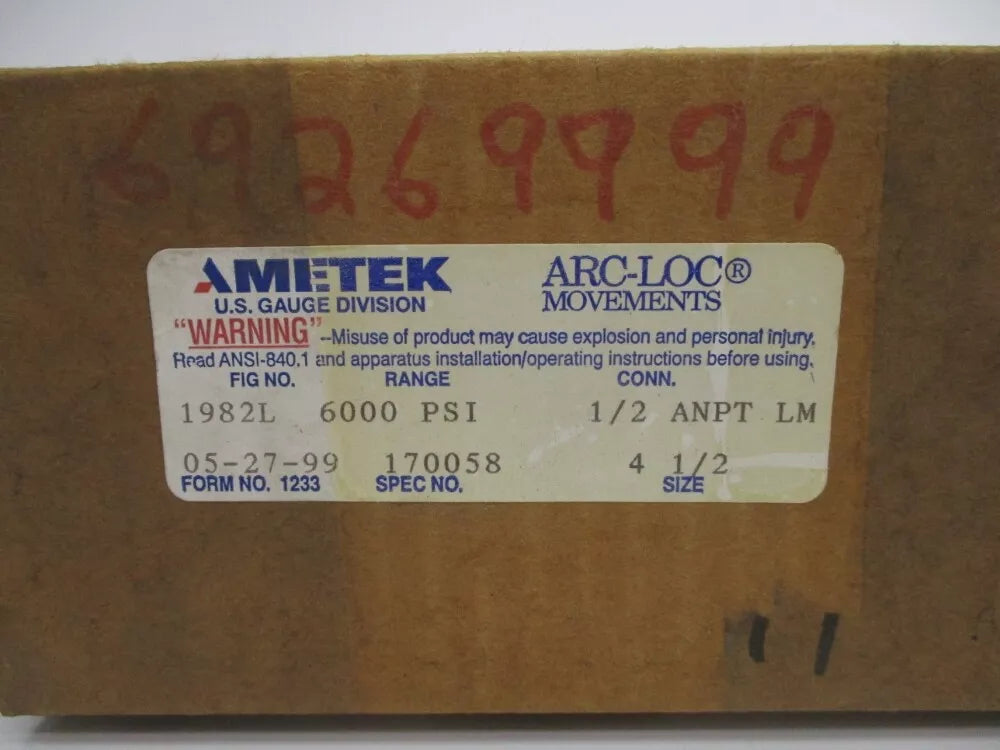 69269999
AMETEK
U.S. GAUGE DIVISION
ARC-LOC®
MOVEMENTS
"WARNING" --Misuse of product may cause explosion and personal injury.
Read ANSI-840.1 and apparatus installation/operating instructions before using.
FIG NO. RANGE CONN.
1982L 6000 PSI 1/2 ANPT LM
05-27-99 170058 4 1/2
FORM NO. 1233 SPEC NO. SIZE
11